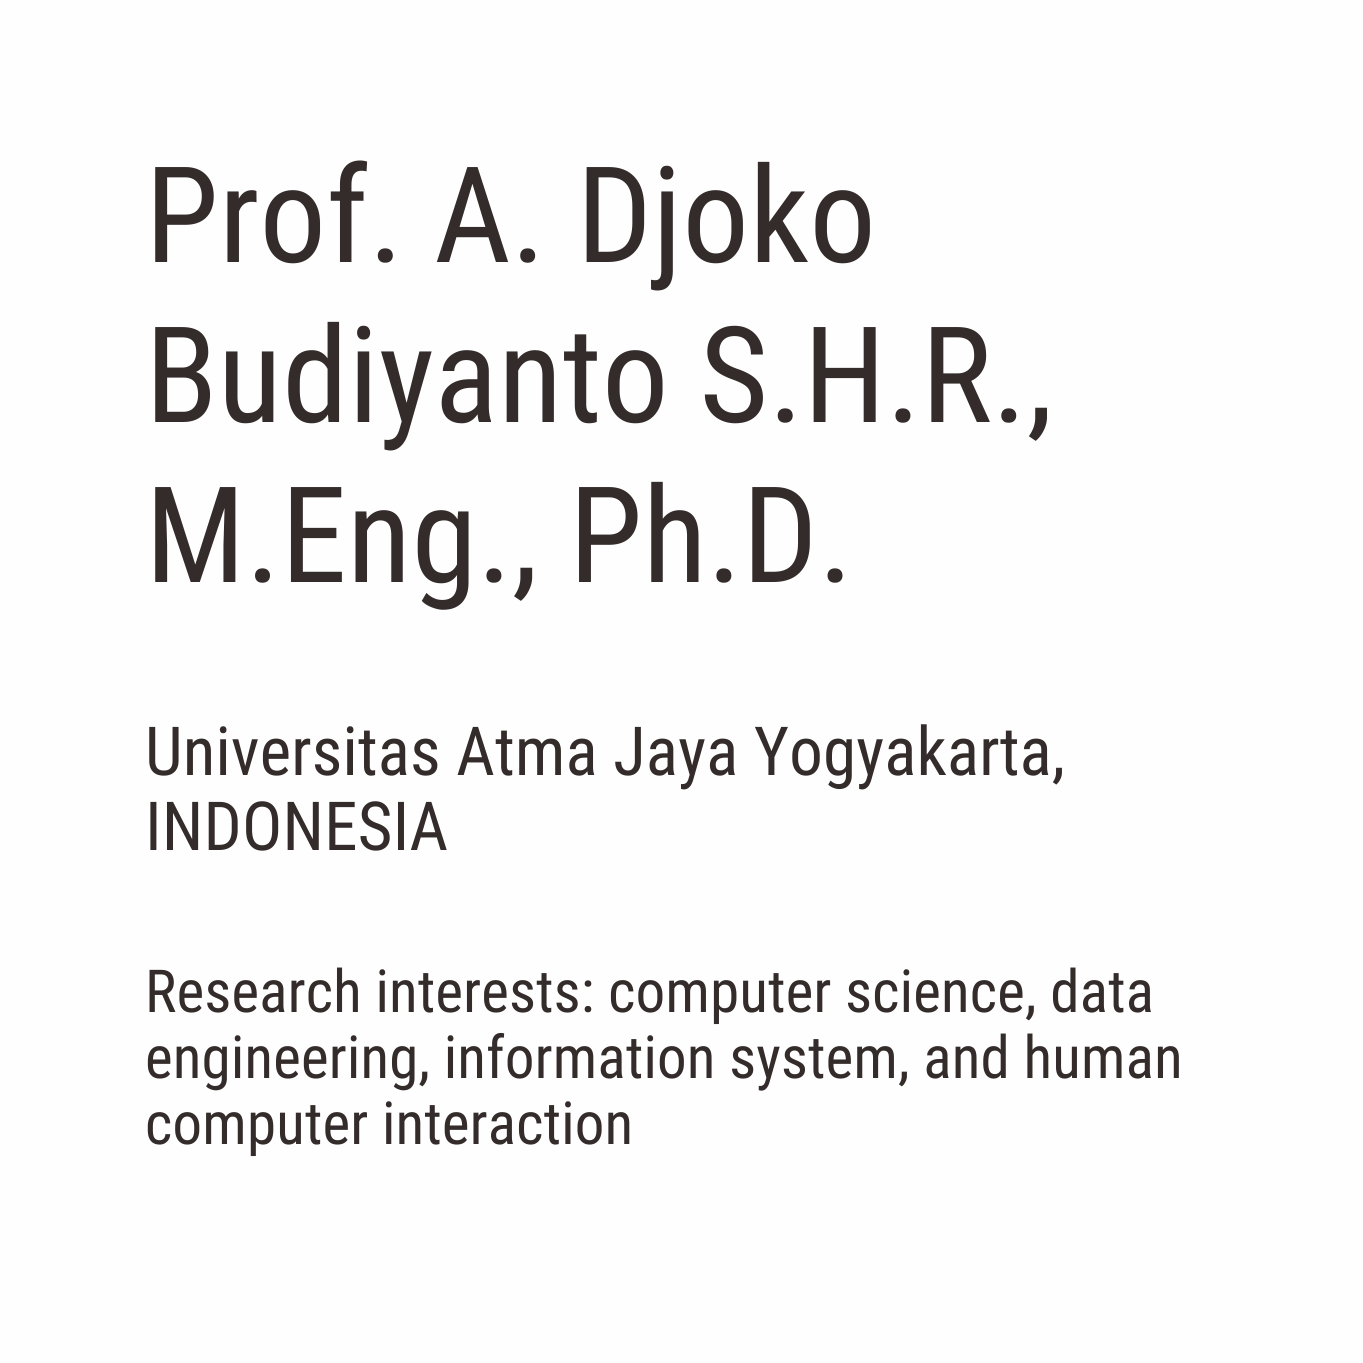 Prof. A. Djoko
Budiyanto S.H.R.,
M.Eng., Ph.D.
Universitas Atma Jaya Yogyakarta,
INDONESIA
Research interests: computer science, data
engineering, information system, and human
computer interaction